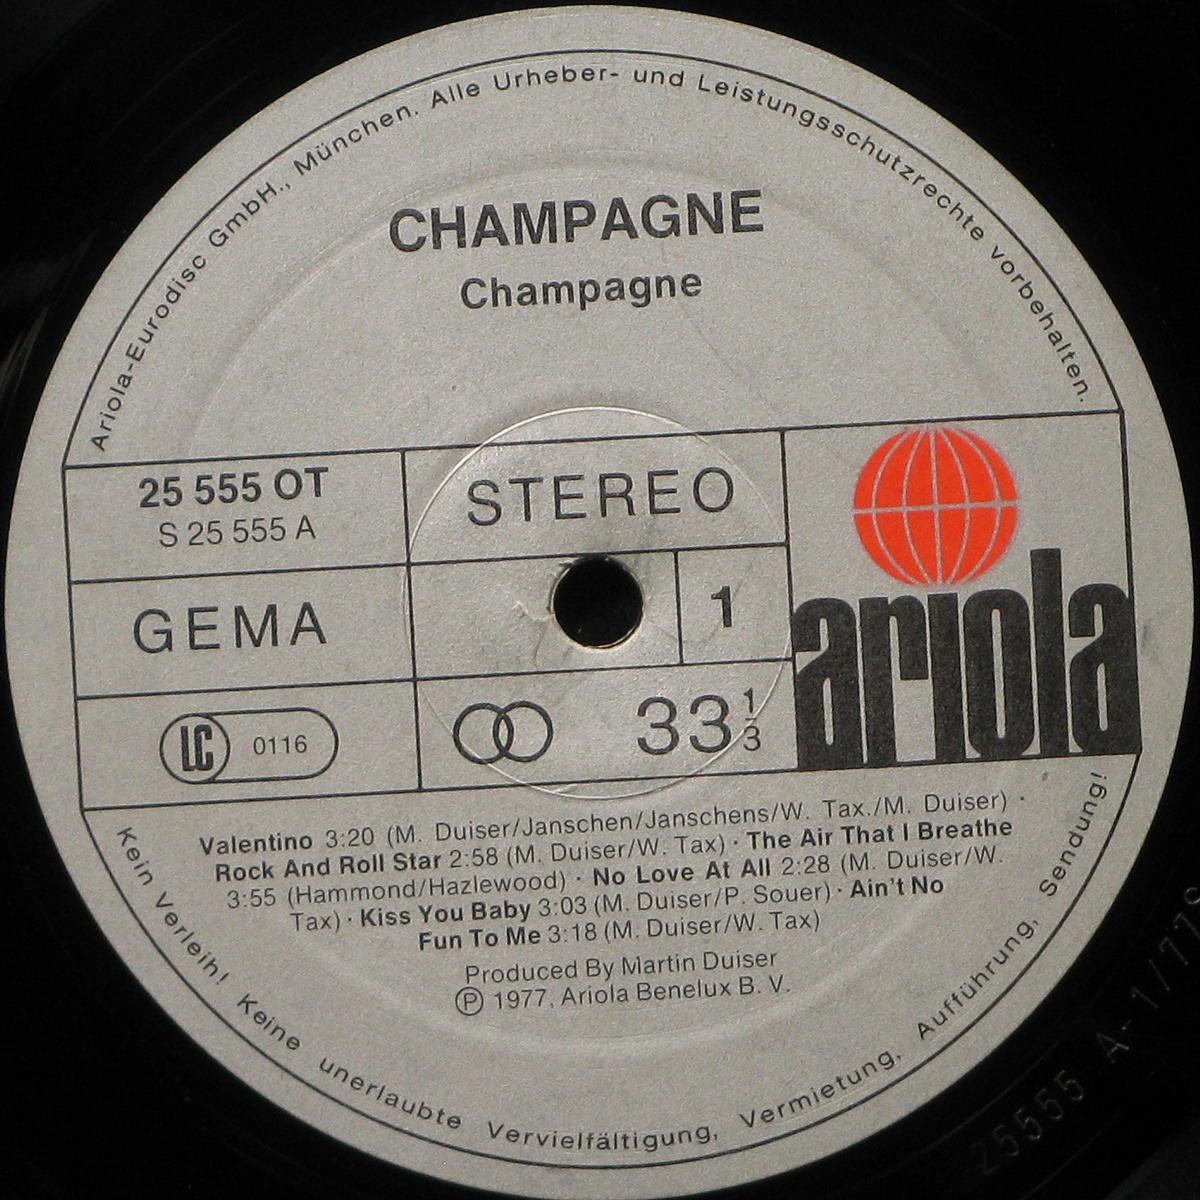 Ariola-Eurodisc GmbH., München. Alle Urheber- und Leistungsschutzrechte vorbehalten.
CHAMPAGNE
Champagne
25 555 OT
S 25 555 A
STEREO
GEMA
1
LC 0116
33 1/3
ariola
Valentino 3:20 (M. Duiser/Janschen/Janschens/W. Tax./M. Duiser) ·
Rock And Roll Star 2:58 (M. Duiser/W. Tax) · The Air That I Breathe
3:55 (Hammond/Hazlewood) · No Love At All 2:28 (M. Duiser/W.
Tax) · Kiss You Baby 3:03 (M. Duiser/P. Souer) · Ain't No
Fun To Me 3:18 (M. Duiser/W. Tax)
Produced By Martin Duiser
Ⓟ 1977, Ariola Benelux B. V.
Kein Verleih! Keine unerlaubte Vervielfältigung, Vermietung, Aufführung, Sendung!
25555 A-1/77